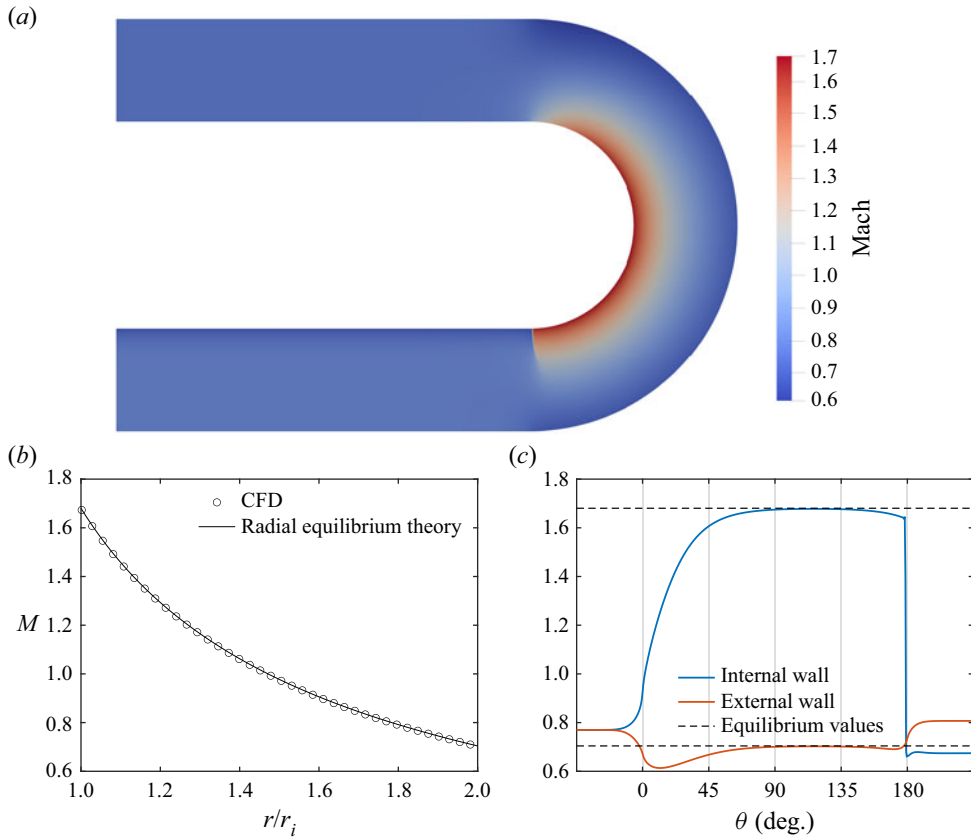 (a)
1.7
1.6
1.5
1.4
1.3
1.2
1.1
1.0
0.9
0.8
0.7
0.6
Mach
(b)
1.8
1.6
1.4
1.2
1.0
0.8
0.6
M
CFD
Radial equilibrium theory
1.0 1.2 1.4 1.6 1.8 2.0
r/r_i
(c)
1.8
1.6
1.4
1.2
1.0
0.8
0.6
Internal wall
External wall
Equilibrium values
0 45 90 135 180
θ (deg.)